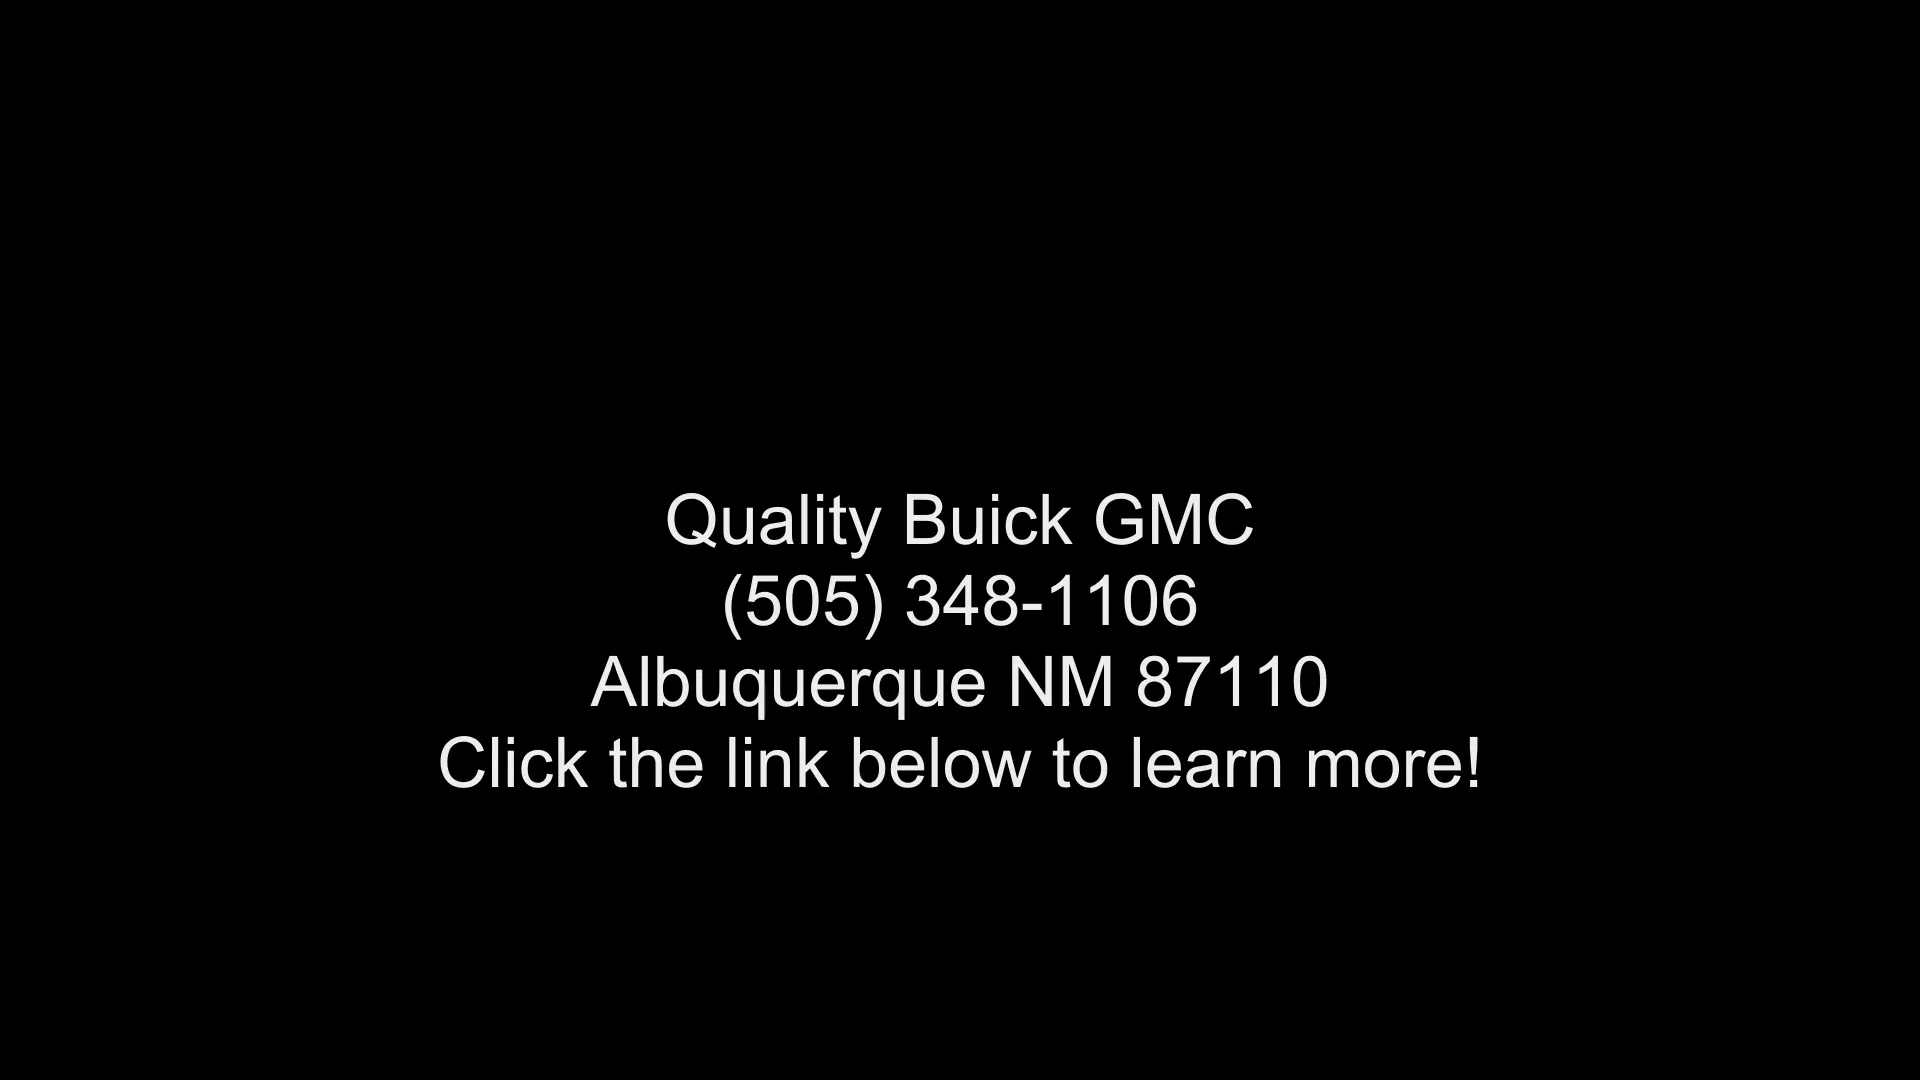 Quality Buick GMC
(505) 348-1106
Albuquerque NM 87110
Click the link below to learn more!